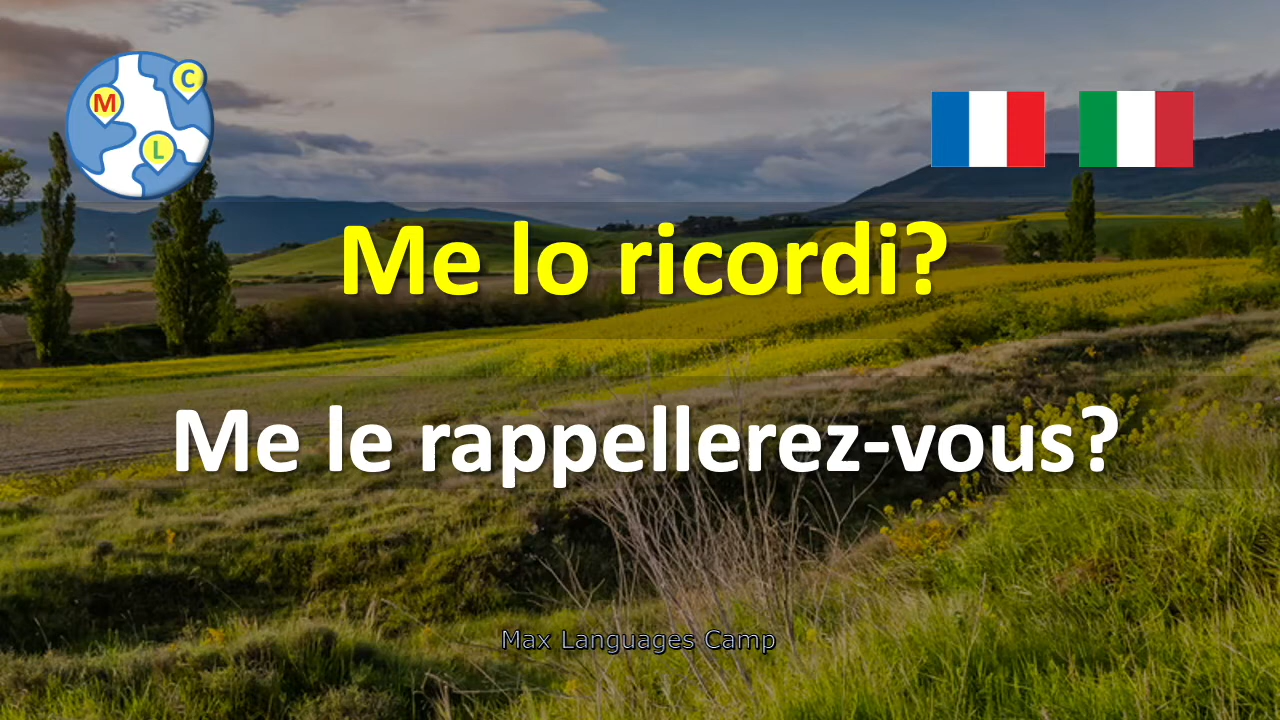 M
C
L
Me lo ricordi?
Me le rappellerez-vous?
Max Languages Camp